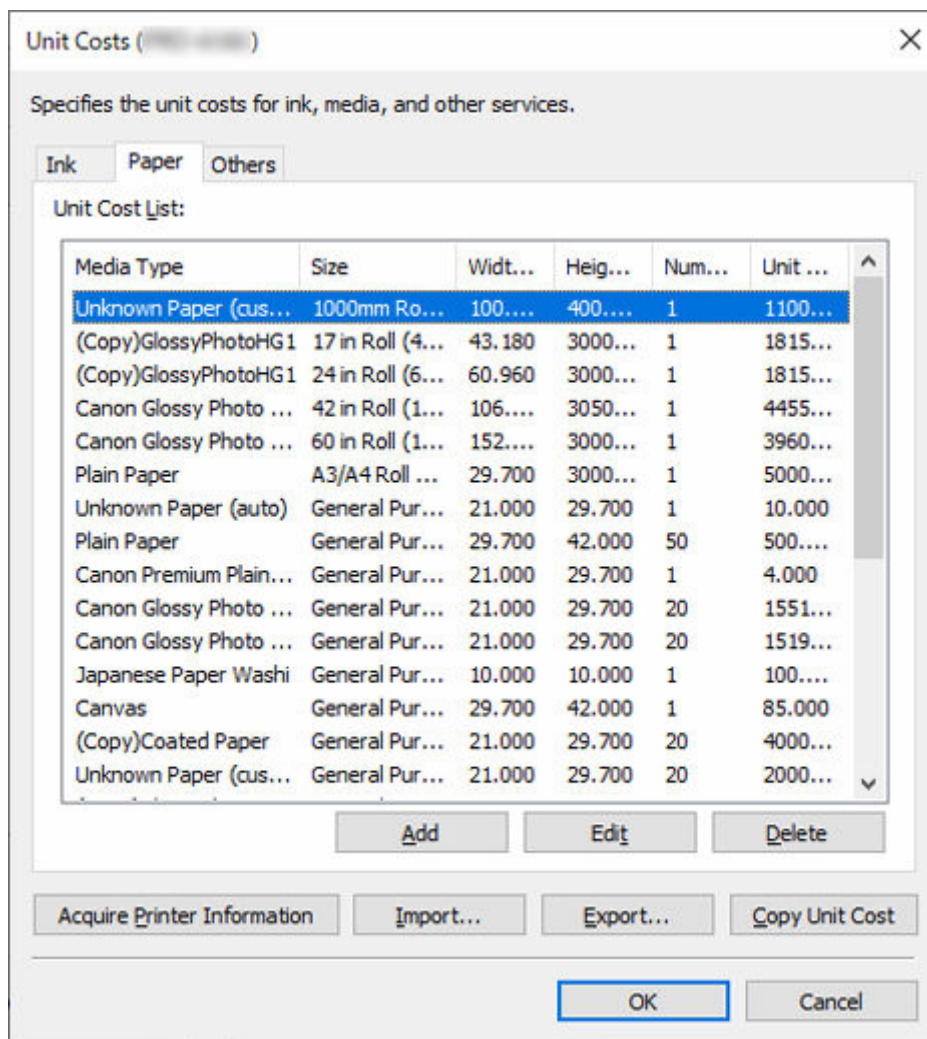 Unit Costs ( )
Specifies the unit costs for ink, media, and other services.
Ink Paper Others
Unit Cost List:
Media Type Size Widt... Heig... Num... Unit ...
Unknown Paper (cus... 1000mm Ro... 100.... 400.... 1 1100...
(Copy)GlossyPhotoHG1 17 in Roll (4... 43.180 3000... 1 1815...
(Copy)GlossyPhotoHG1 24 in Roll (6... 60.960 3000... 1 1815...
Canon Glossy Photo ... 42 in Roll (1... 106.... 3050... 1 4455...
Canon Glossy Photo ... 60 in Roll (1... 152.... 3000... 1 3960...
Plain Paper A3/A4 Roll ... 29.700 3000... 1 5000...
Unknown Paper (auto) General Pur... 21.000 29.700 1 10.000
Plain Paper General Pur... 29.700 42.000 50 500....
Canon Premium Plain... General Pur... 21.000 29.700 1 4.000
Canon Glossy Photo ... General Pur... 21.000 29.700 20 1551...
Canon Glossy Photo ... General Pur... 21.000 29.700 20 1519...
Japanese Paper Washi General Pur... 10.000 10.000 1 100....
Canvas General Pur... 29.700 42.000 1 85.000
(Copy)Coated Paper General Pur... 21.000 29.700 20 4000...
Unknown Paper (cus... General Pur... 21.000 29.700 20 2000...
Add Edit Delete
Acquire Printer Information Import... Export... Copy Unit Cost
OK Cancel